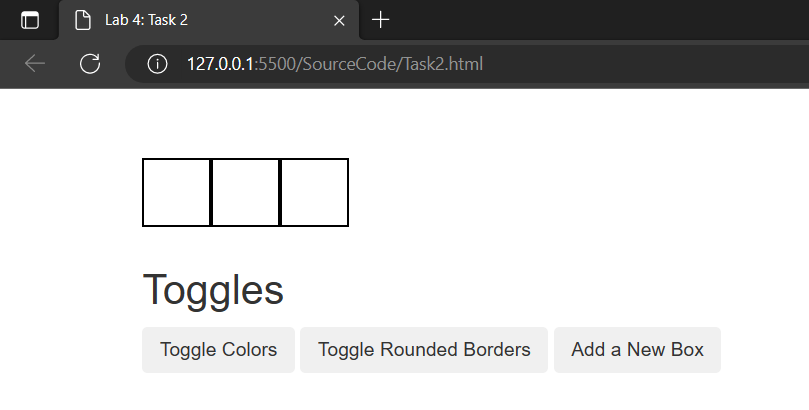 Lab 4: Task 2
127.0.0.1:5500/SourceCode/Task2.html
Toggles
Toggle Colors Toggle Rounded Borders Add a New Box